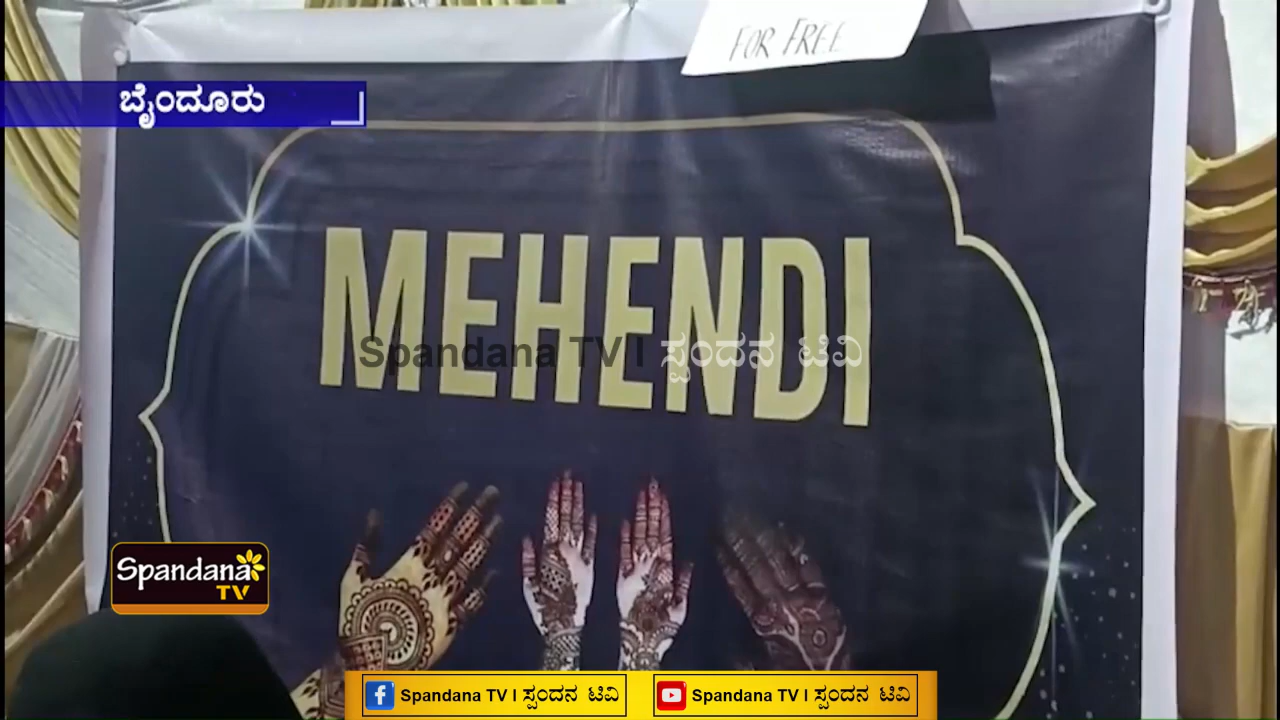 FOR FREE
ಬೈಂದೂರು
MEHENDI
Spandana TV l ಸ್ಪಂದನ ಟಿವಿ
Spandana
TV
Spandana TV l ಸ್ಪಂದನ ಟಿವಿ
Spandana TV l ಸ್ಪಂದನ ಟಿವಿ